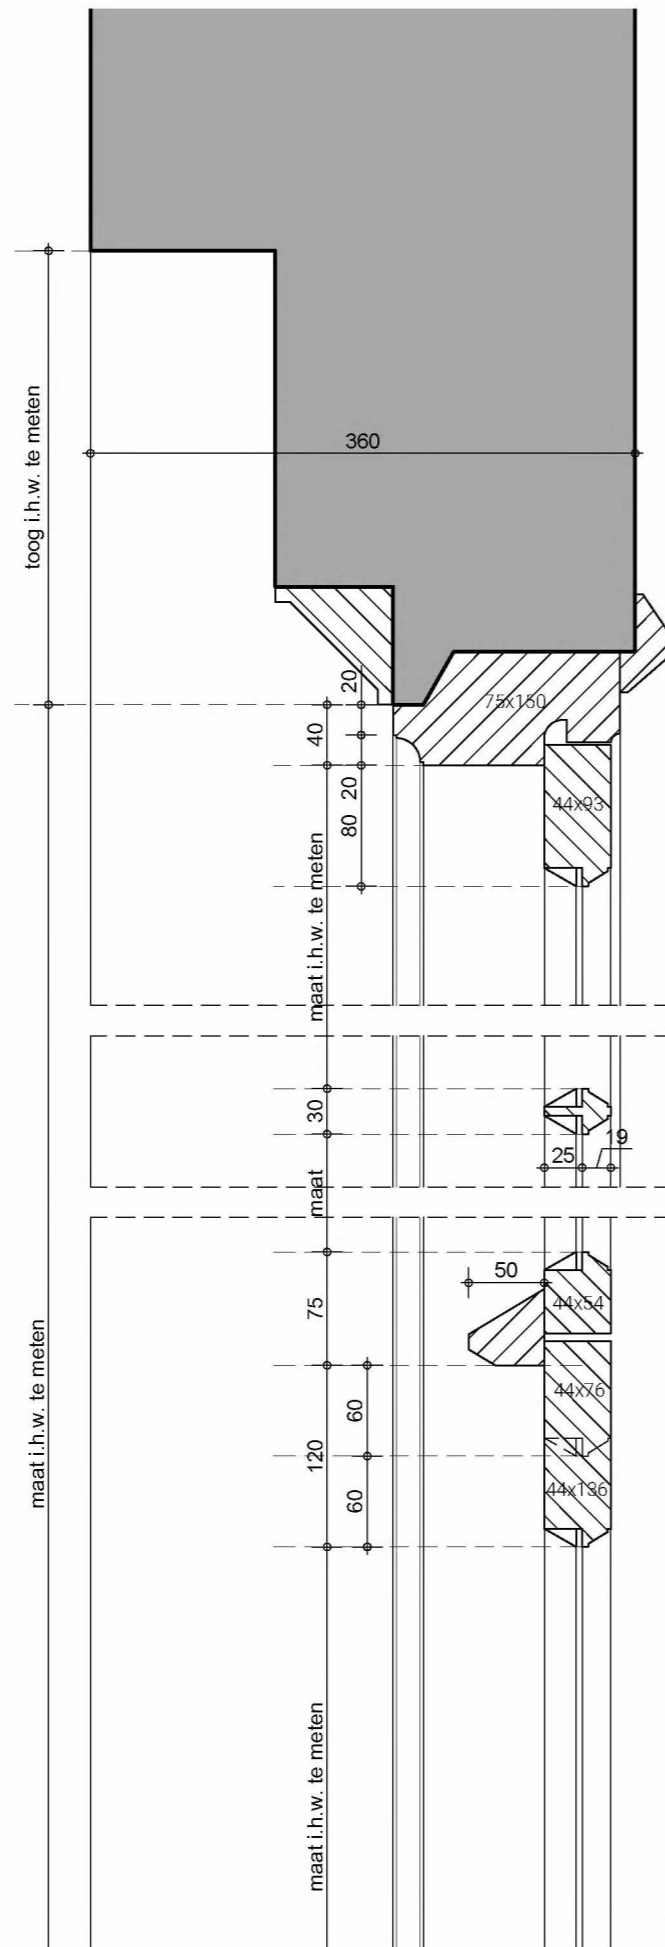 toog i.h.w. te meten
360
20
75x150
40
20
44x93
80
maat i.h.w. te meten
30
19
25
maat
50
44x54
75
maat i.h.w. te meten
44x76
60
120
44x136
60
maat i.h.w. te meten